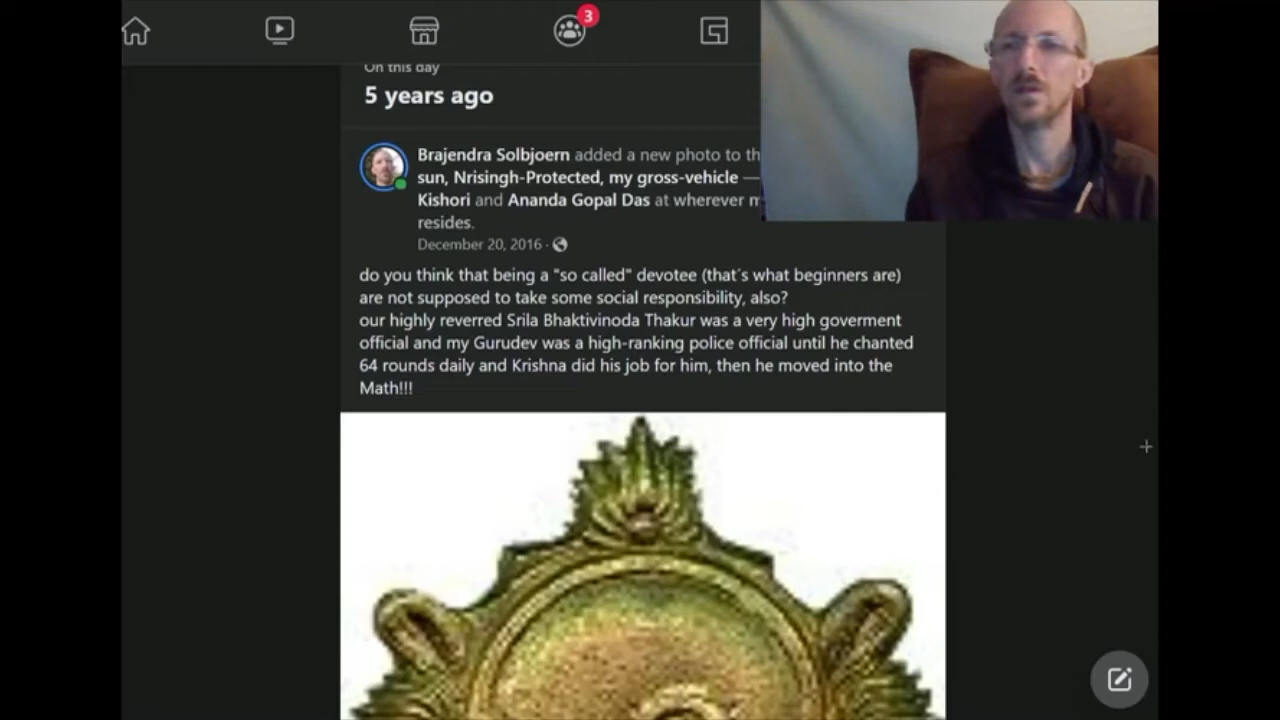 3
On this day
5 years ago
Brajendra Solbjoern added a new photo to th
sun, Nrisingh-Protected, my gross-vehicle —
Kishori and Ananda Gopal Das at wherever m
resides.
December 20, 2016 ·
do you think that being a "so called" devotee (that´s what beginners are)
are not supposed to take some social responsibility, also?
our highly reverred Srila Bhaktivinoda Thakur was a very high goverment
official and my Gurudev was a high-ranking police official until he chanted
64 rounds daily and Krishna did his job for him, then he moved into the
Math!!!